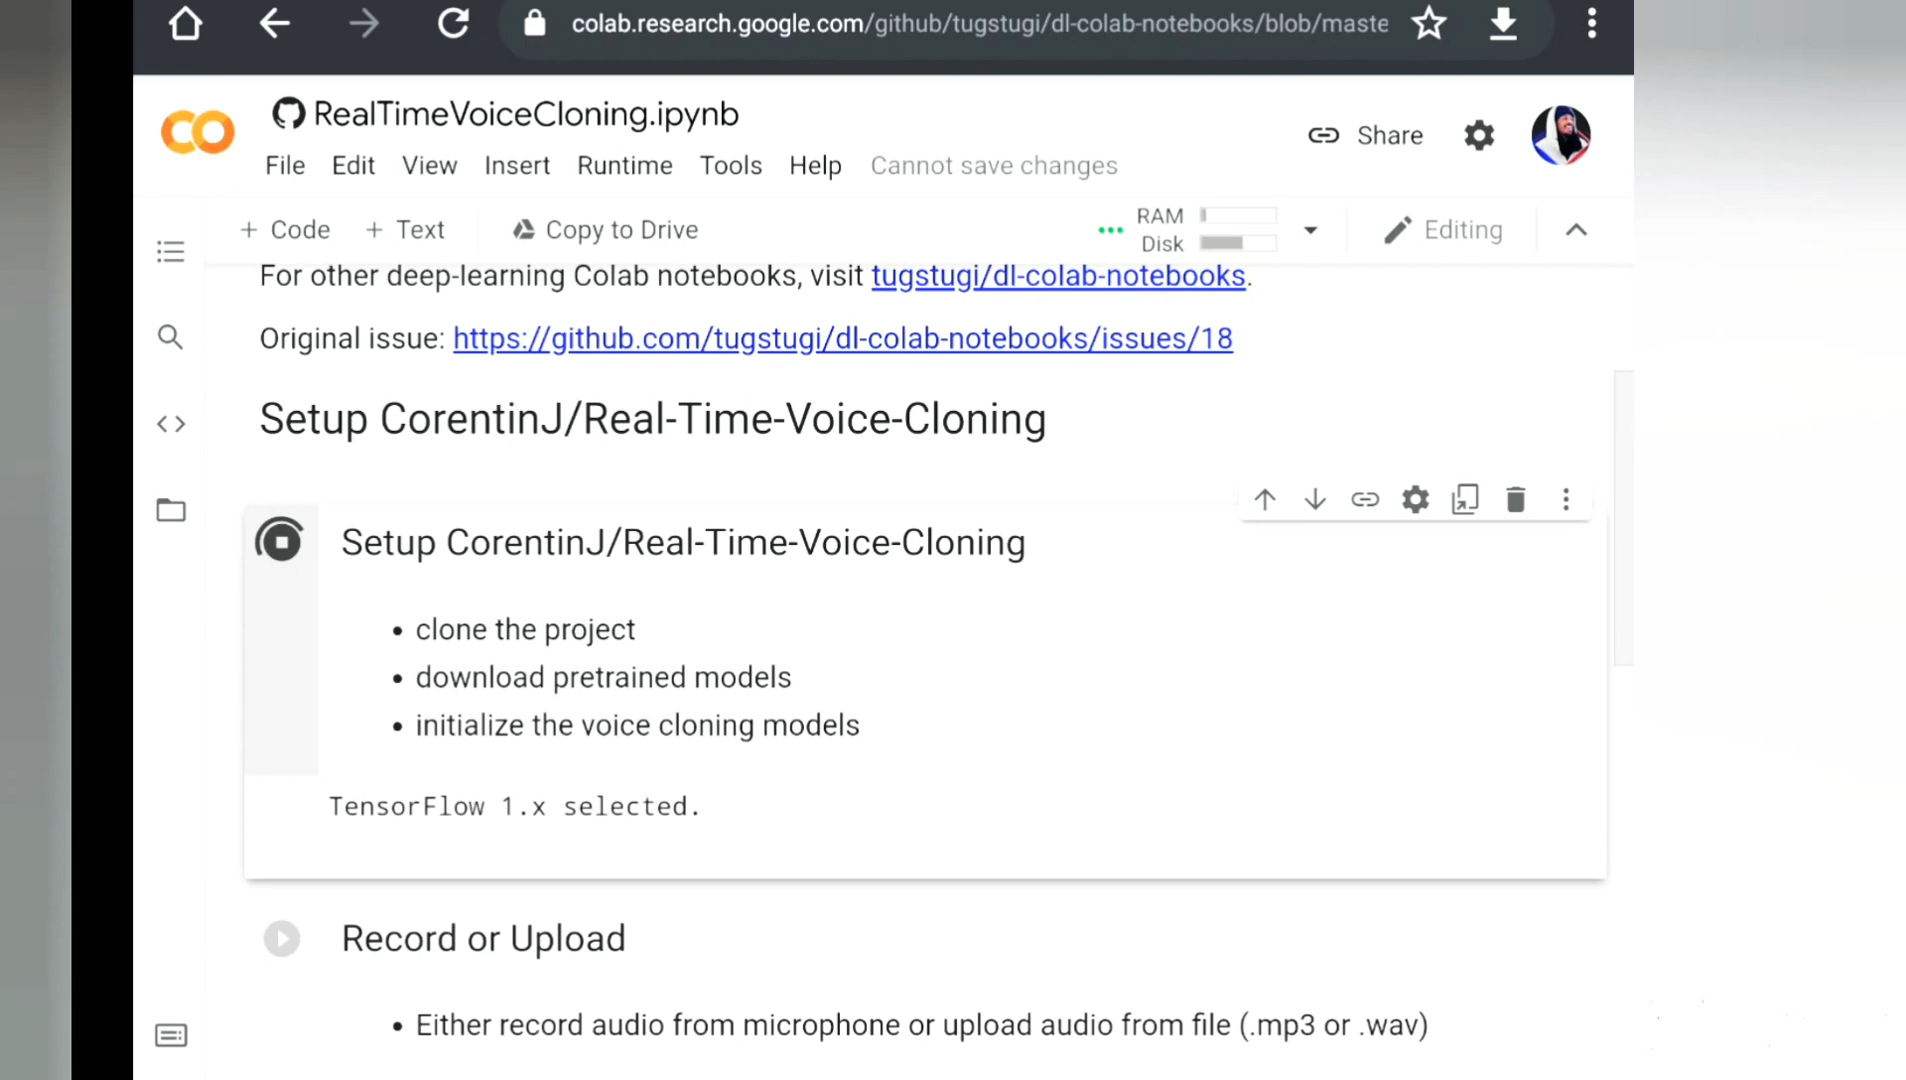 colab.research.google.com/github/tugstugi/dl-colab-notebooks/blob/maste
RealTimeVoiceCloning.ipynb
Share
File Edit View Insert Runtime Tools Help Cannot save changes
+ Code + Text Copy to Drive
RAM
Disk
Editing
For other deep-learning Colab notebooks, visit tugstugi/dl-colab-notebooks.
Original issue: https://github.com/tugstugi/dl-colab-notebooks/issues/18
Setup CorentinJ/Real-Time-Voice-Cloning
Setup CorentinJ/Real-Time-Voice-Cloning
• clone the project
• download pretrained models
• initialize the voice cloning models
TensorFlow 1.x selected.
Record or Upload
• Either record audio from microphone or upload audio from file (.mp3 or .wav)